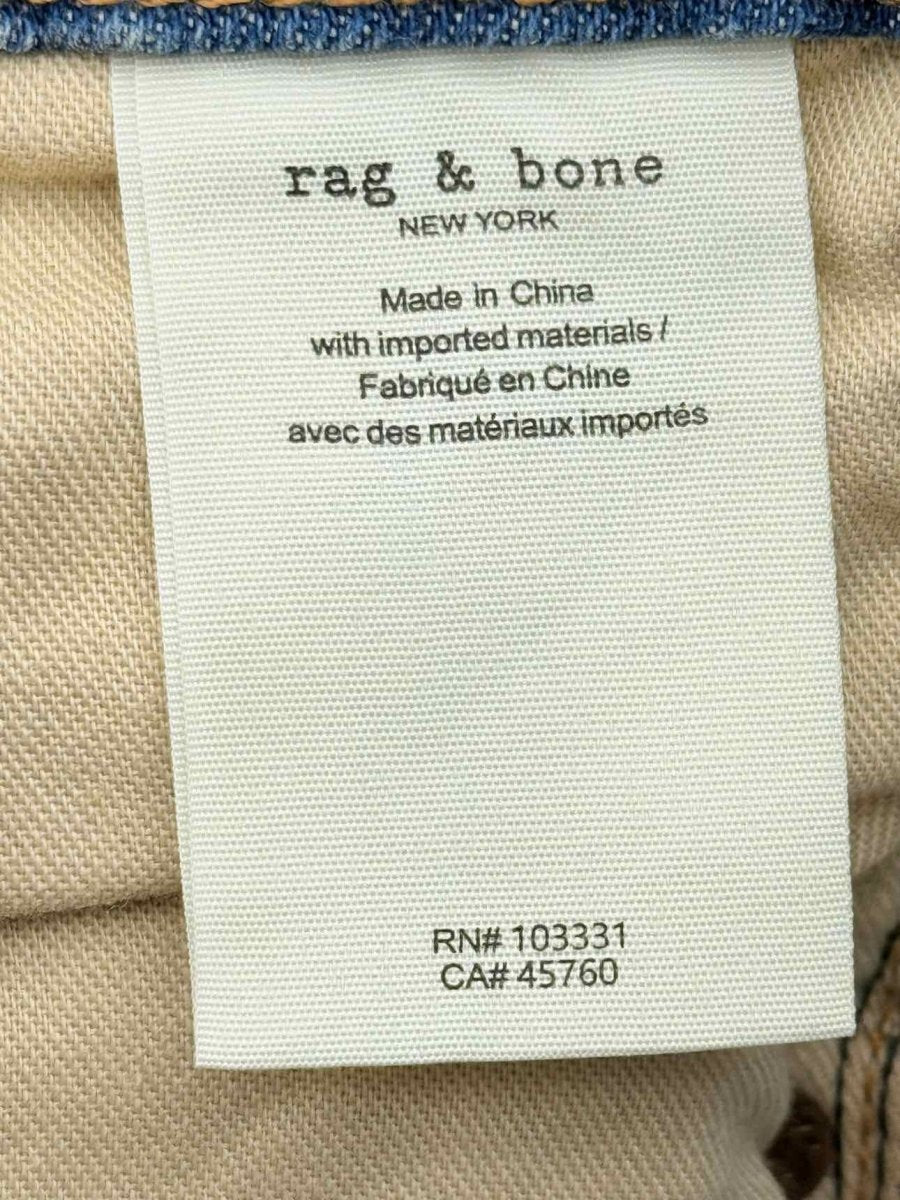 rag & bone
NEW YORK
Made in China
with imported materials /
Fabriqué en Chine
avec des matériaux importés
RN# 103331
CA# 45760